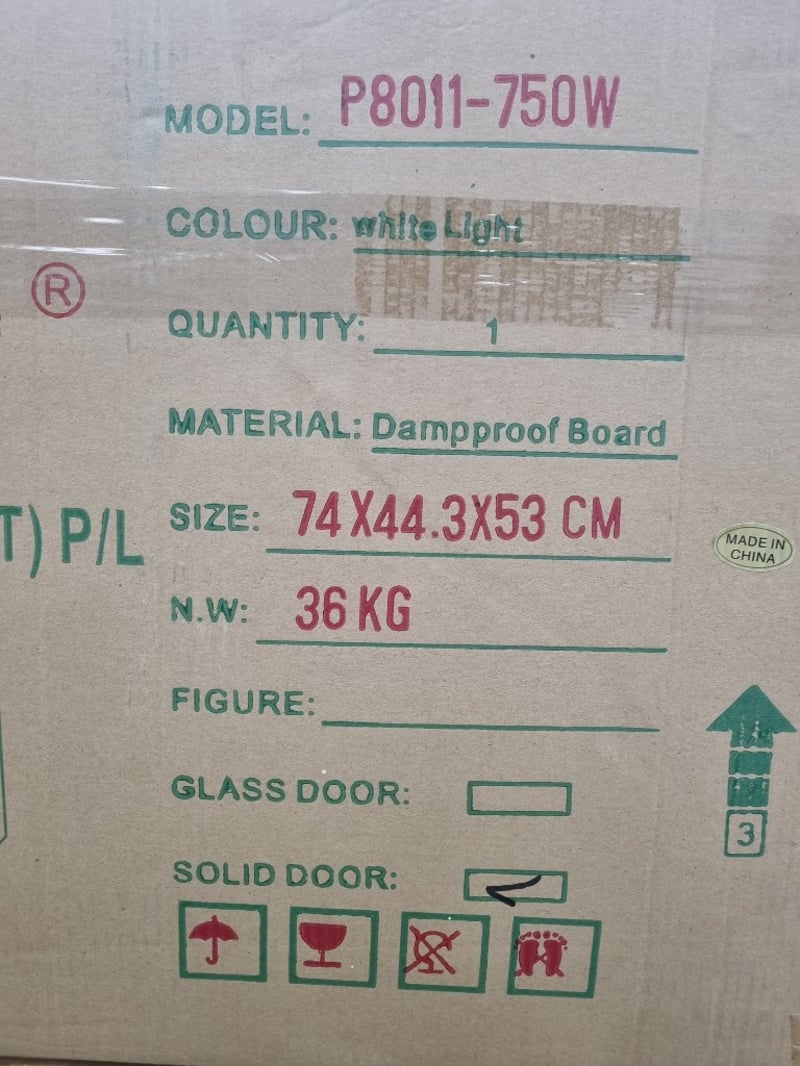 MODEL: P8011-750W
COLOUR: white Light
®
QUANTITY: 1
MATERIAL: Dampproof Board
T) P/L
SIZE: 74X44.3X53 CM
MADE IN
CHINA
N.W: 36 KG
FIGURE:
GLASS DOOR:
3
SOLID DOOR: